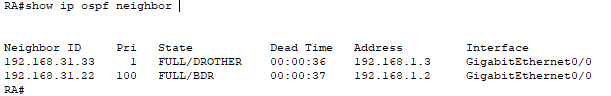 RA#show ip ospf neighbor
Neighbor ID     Pri   State           Dead Time   Address         Interface
192.168.31.33     1   FULL/DROTHER    00:00:36    192.168.1.3     GigabitEthernet0/0
192.168.31.22   100   FULL/BDR        00:00:37    192.168.1.2     GigabitEthernet0/0
RA#